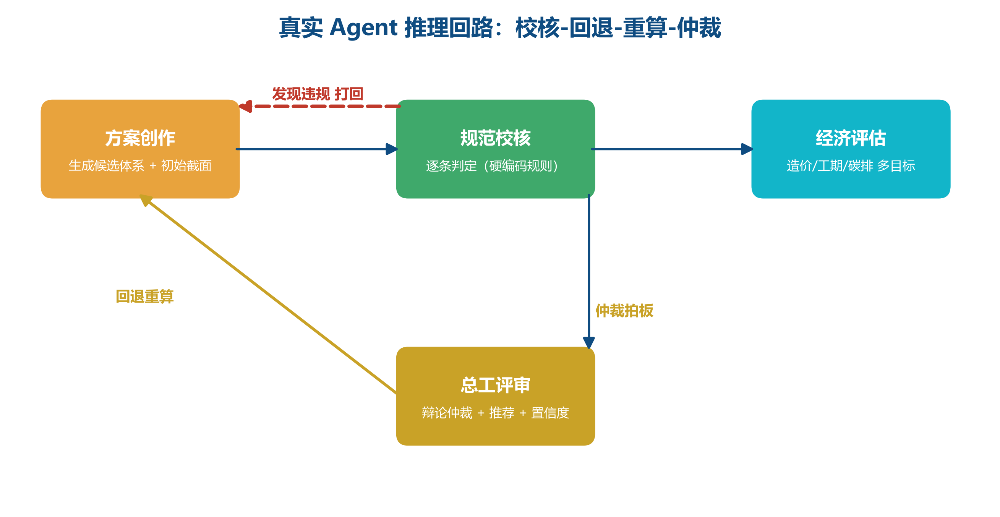 真实 Agent 推理回路：校核-回退-重算-仲裁
发现违规 打回
方案创作
生成候选体系 + 初始截面
规范校核
逐条判定（硬编码规则）
经济评估
造价/工期/碳排 多目标
回退重算
仲裁拍板
总工评审
辩论仲裁 + 推荐 + 置信度